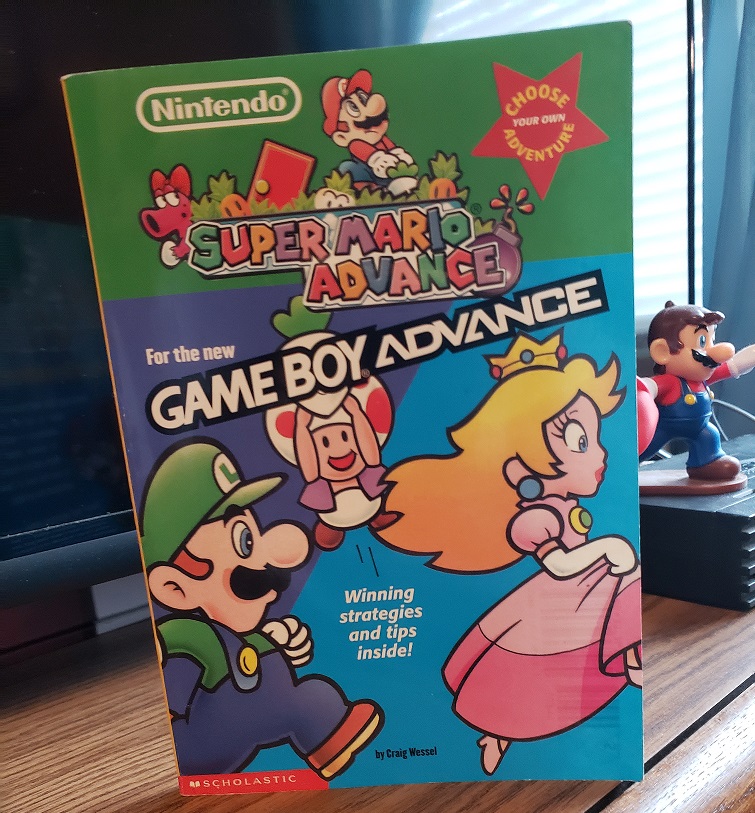 Nintendo®
CHOOSE
YOUR OWN
ADVENTURE
SUPER MARIO®
ADVANCE
For the new
GAME BOY® ADVANCE
L
Winning
strategies
and tips
inside!
by Craig Wessel
SCHOLASTIC